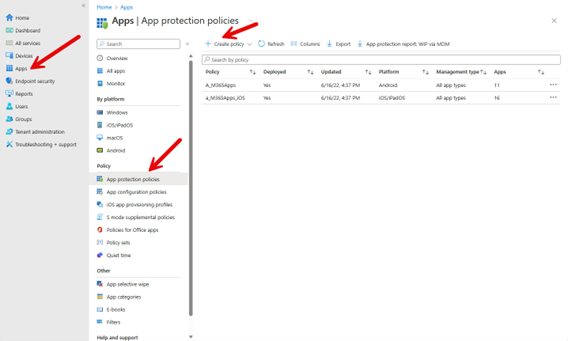 Home
Dashboard
All services
Devices
Apps
Endpoint security
Reports
Users
Groups
Tenant administration
Troubleshooting + support
Home > Apps
Apps | App protection policies
Search
Overview
All apps
Monitor
By platform
Windows
iOS/iPadOS
macOS
Android
Policy
App protection policies
App configuration policies
iOS app provisioning profiles
S mode supplemental policies
Policies for Office apps
Policy sets
Quiet time
Other
App selective wipe
App categories
E-books
Filters
Help and support
Create policy Refresh Columns Export App protection report: WIP via MDM
Search by policy
Policy Deployed Updated Platform Management type Apps
A_M365Apps Yes 6/16/22, 4:37 PM Android All app types 11
a_M365Apps_iOS Yes 6/16/22, 4:37 PM iOS/iPadOS All app types 16